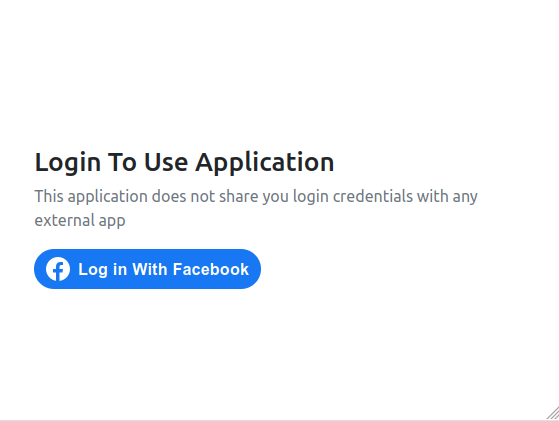 Login To Use Application
This application does not share you login credentials with any
external app
Log in With Facebook